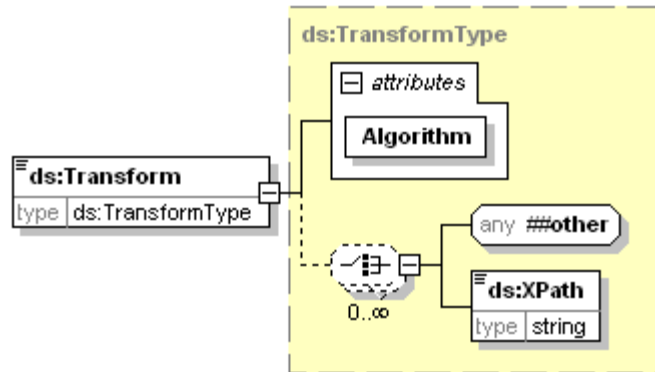 ds:TransformType
attributes
Algorithm
ds:Transform
type ds:TransformType
any ##other
0..∞
ds:XPath
type string